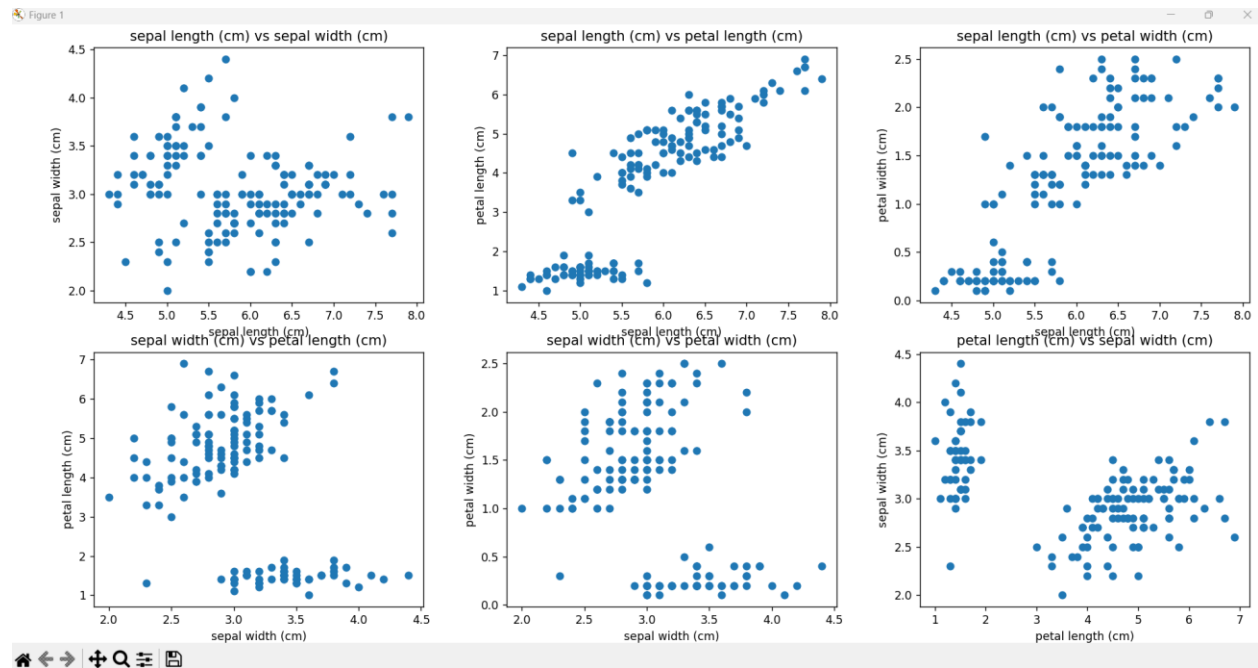 Figure 1
sepal length (cm) vs sepal width (cm)
4.5
4.0
3.5
3.0
2.5
2.0
sepal width (cm)
4.5 5.0 5.5 6.0 6.5 7.0 7.5 8.0
sepal length (cm)
sepal length (cm) vs petal length (cm)
7
6
5
4
3
2
1
petal length (cm)
4.5 5.0 5.5 6.0 6.5 7.0 7.5 8.0
sepal length (cm)
sepal length (cm) vs petal width (cm)
2.5
2.0
1.5
1.0
0.5
0.0
petal width (cm)
4.5 5.0 5.5 6.0 6.5 7.0 7.5 8.0
sepal length (cm)
sepal width (cm) vs petal length (cm)
7
6
5
4
3
2
1
petal length (cm)
2.0 2.5 3.0 3.5 4.0 4.5
sepal width (cm)
sepal width (cm) vs petal width (cm)
2.5
2.0
1.5
1.0
0.5
0.0
petal width (cm)
2.0 2.5 3.0 3.5 4.0 4.5
sepal width (cm)
petal length (cm) vs sepal width (cm)
4.5
4.0
3.5
3.0
2.5
2.0
sepal width (cm)
1 2 3 4 5 6 7
petal length (cm)